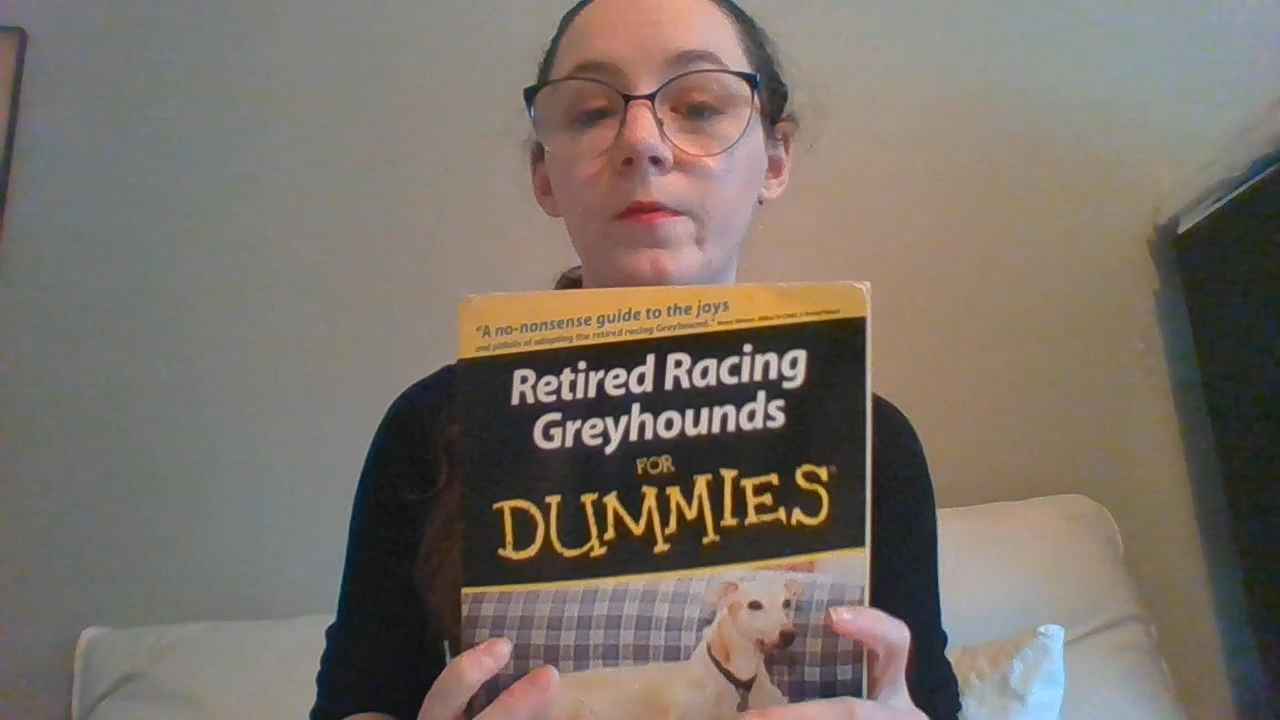 "A no-nonsense guide to the joys
and pitfalls of adopting the retired racing Greyhound."
Retired Racing
Greyhounds
FOR
DUMMIES®